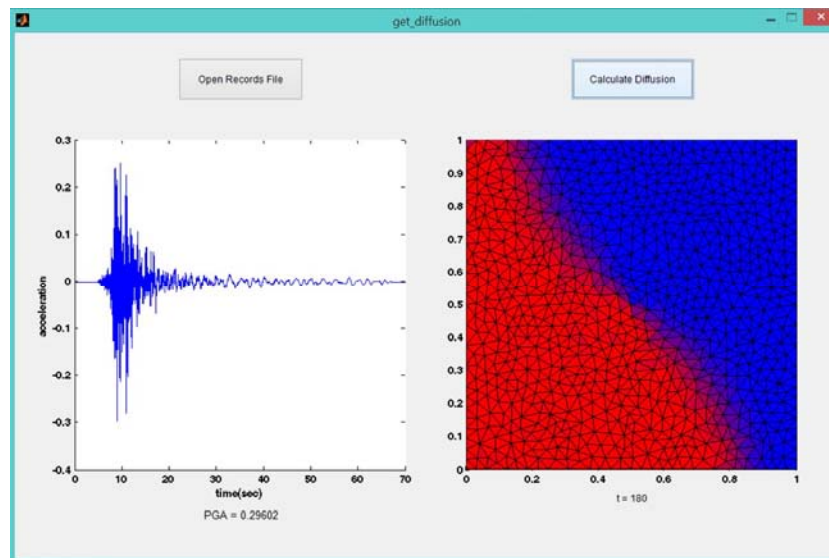 get_diffusion
Open Records File
Calculate Diffusion
0.3
0.2
0.1
0
-0.1
-0.2
-0.3
-0.4
acceleration
0 10 20 30 40 50 60 70
time(sec)
PGA = 0.29602
1
0.9
0.8
0.7
0.6
0.5
0.4
0.3
0.2
0.1
0
0 0.2 0.4 0.6 0.8 1
t = 180